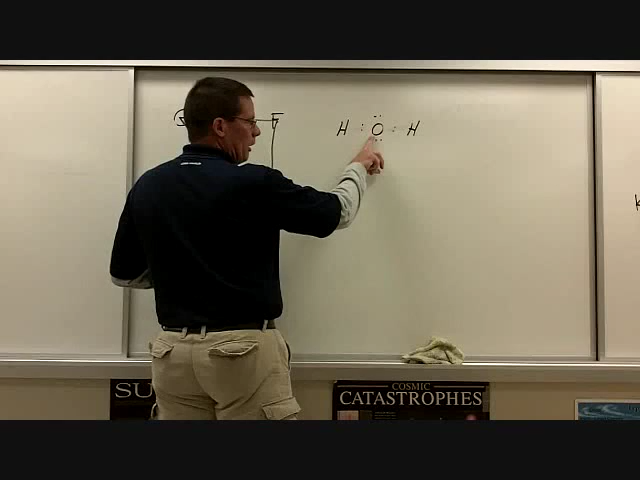 H : Ö : H
SU
COSMIC
CATASTROPHES